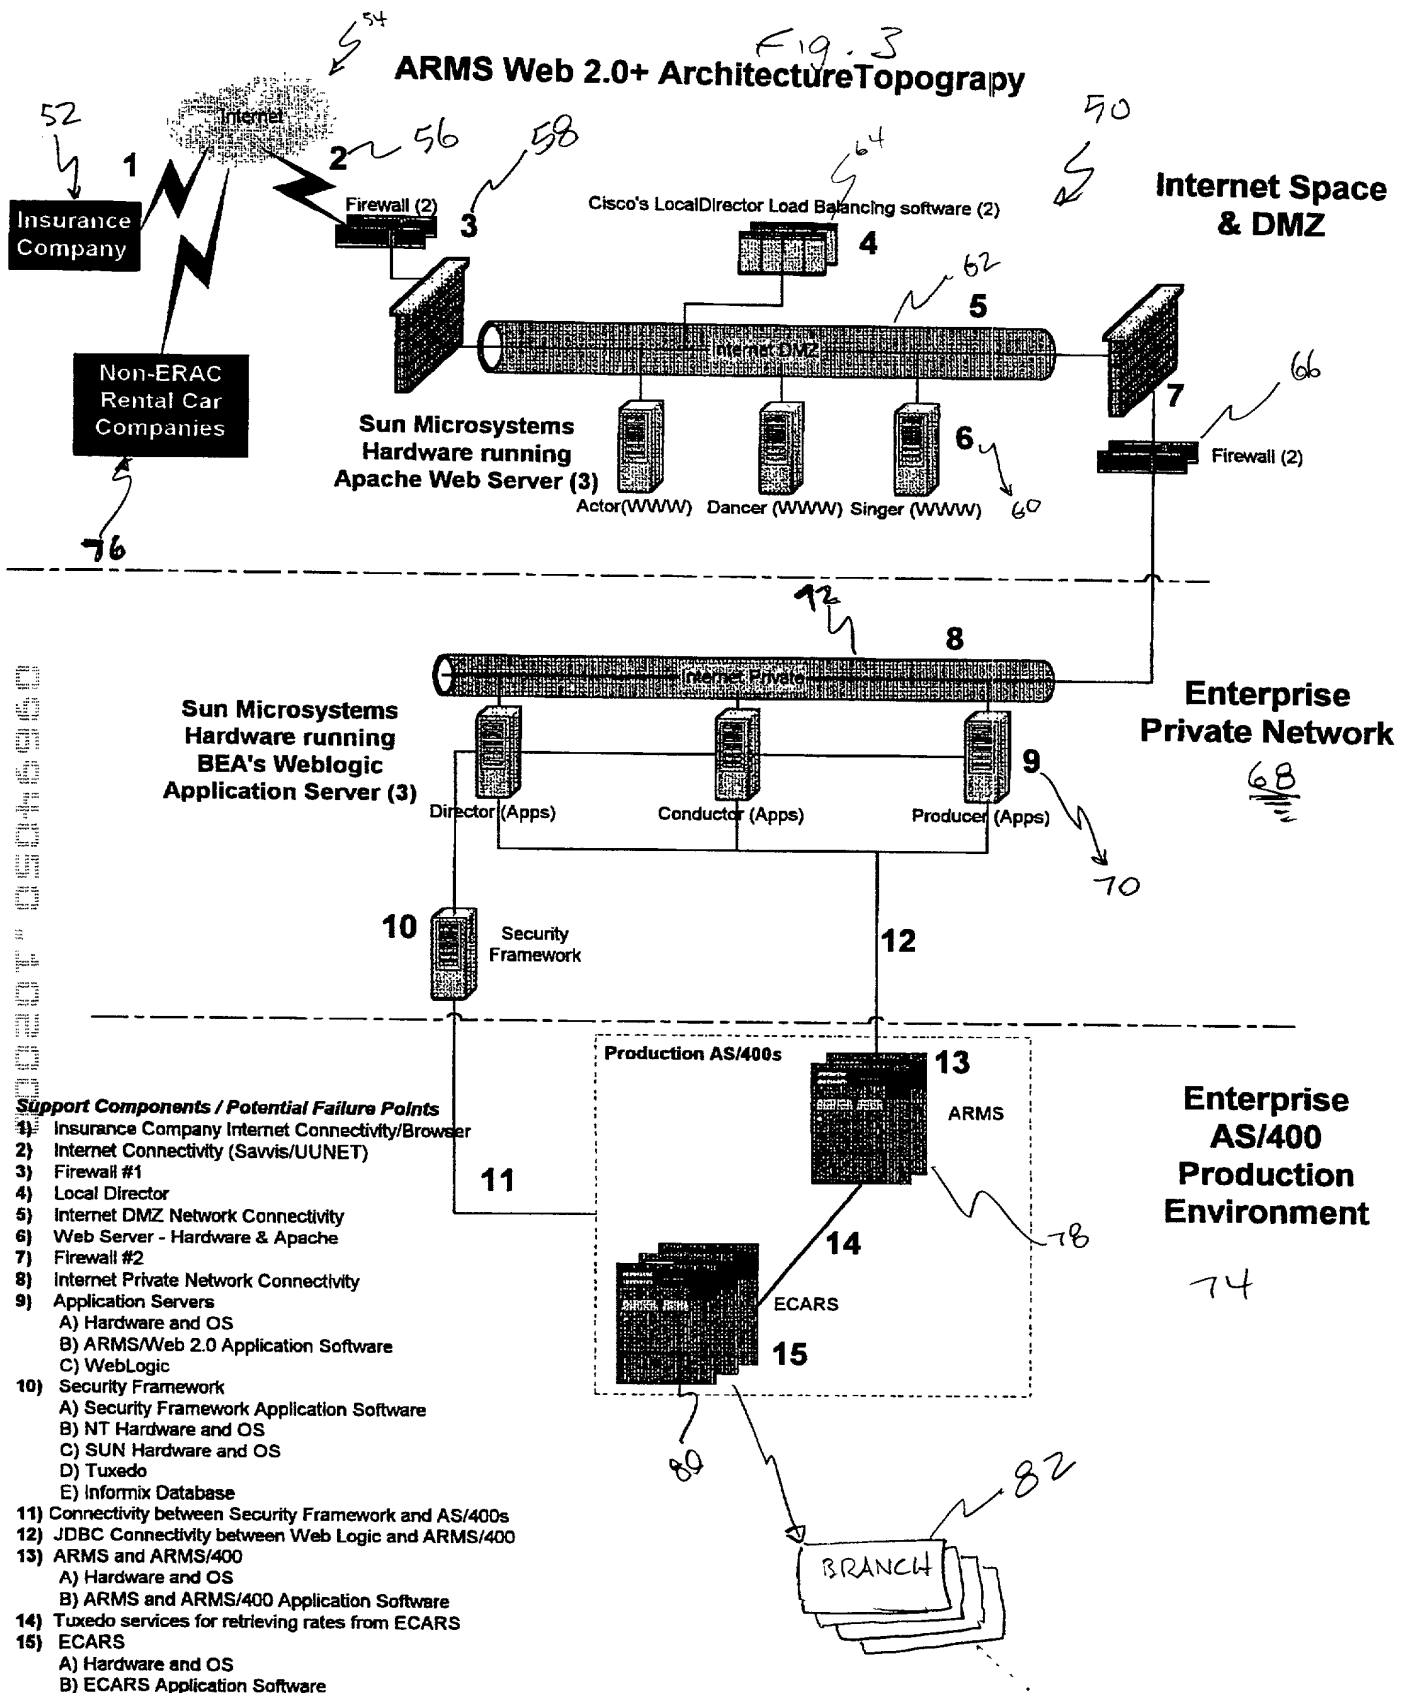 54
Fig. 3
ARMS Web 2.0+ ArchitectureTopograpy
52
Internet
50
1
2
56
58
64
Internet Space
& DMZ
Insurance
Company
Firewall (2)
3
Cisco's LocalDirector Load Balancing software (2)
4
62
5
Internet DMZ
Non-ERAC
Rental Car
Companies
7
66
Sun Microsystems
Hardware running
Apache Web Server (3)
6
Firewall (2)
Actor(WWW) Dancer (WWW) Singer (WWW)
60
76
8
Internet Private
Enterprise
Private Network
68
Sun Microsystems
Hardware running
BEA's Weblogic
Application Server (3)
9
Director (Apps)
Conductor (Apps)
Producer (Apps)
70
10
Security
Framework
12
Production AS/400s
13
ARMS
Enterprise
AS/400
Production
Environment
74
11
78
14
ECARS
15
80
82
BRANCH
Support Components / Potential Failure Points
1) Insurance Company Internet Connectivity/Browser
2) Internet Connectivity (Savvis/UUNET)
3) Firewall #1
4) Local Director
5) Internet DMZ Network Connectivity
6) Web Server - Hardware & Apache
7) Firewall #2
8) Internet Private Network Connectivity
9) Application Servers
A) Hardware and OS
B) ARMS/Web 2.0 Application Software
C) WebLogic
10) Security Framework
A) Security Framework Application Software
B) NT Hardware and OS
C) SUN Hardware and OS
D) Tuxedo
E) Informix Database
11) Connectivity between Security Framework and AS/400s
12) JDBC Connectivity between Web Logic and ARMS/400
13) ARMS and ARMS/400
A) Hardware and OS
B) ARMS and ARMS/400 Application Software
14) Tuxedo services for retrieving rates from ECARS
15) ECARS
A) Hardware and OS
B) ECARS Application Software